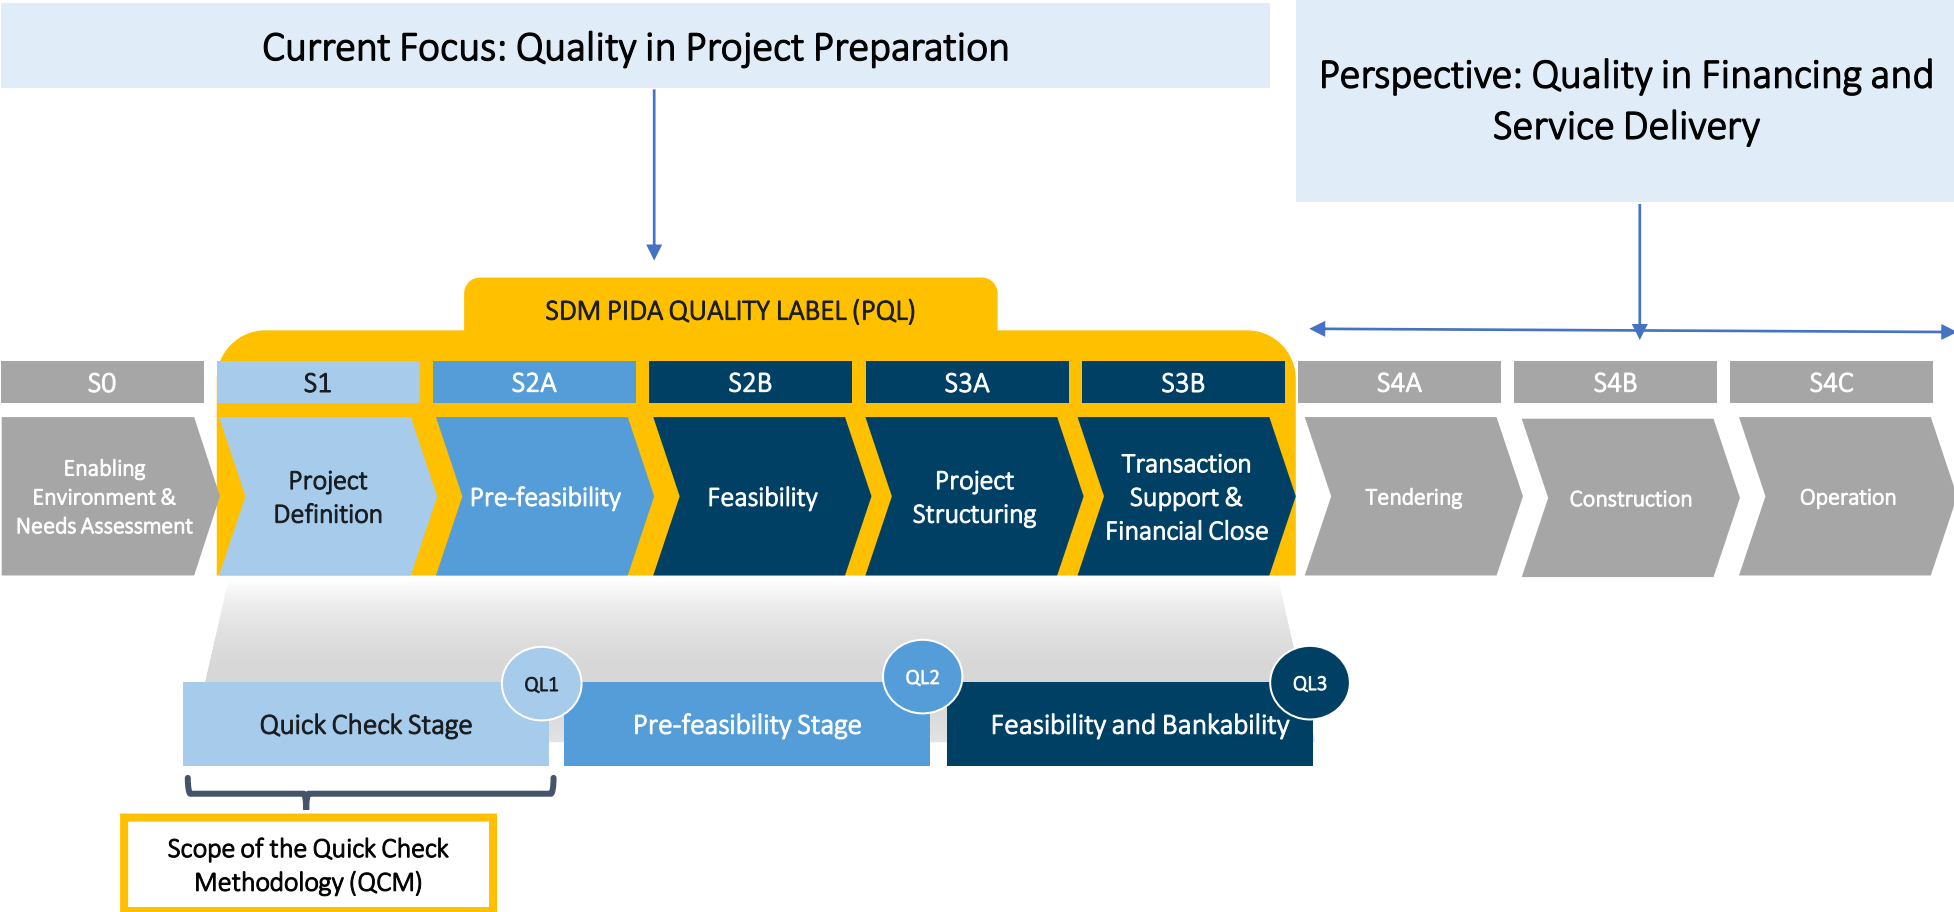 Current Focus: Quality in Project Preparation
Perspective: Quality in Financing and
Service Delivery
SDM PIDA QUALITY LABEL (PQL)
S0
S1
S2A
S2B
S3A
S3B
S4A
S4B
S4C
Enabling
Environment &
Needs Assessment
Project
Definition
Pre-feasibility
Feasibility
Project
Structuring
Transaction
Support &
Financial Close
Tendering
Construction
Operation
QL1
QL2
QL3
Quick Check Stage
Pre-feasibility Stage
Feasibility and Bankability
Scope of the Quick Check
Methodology (QCM)